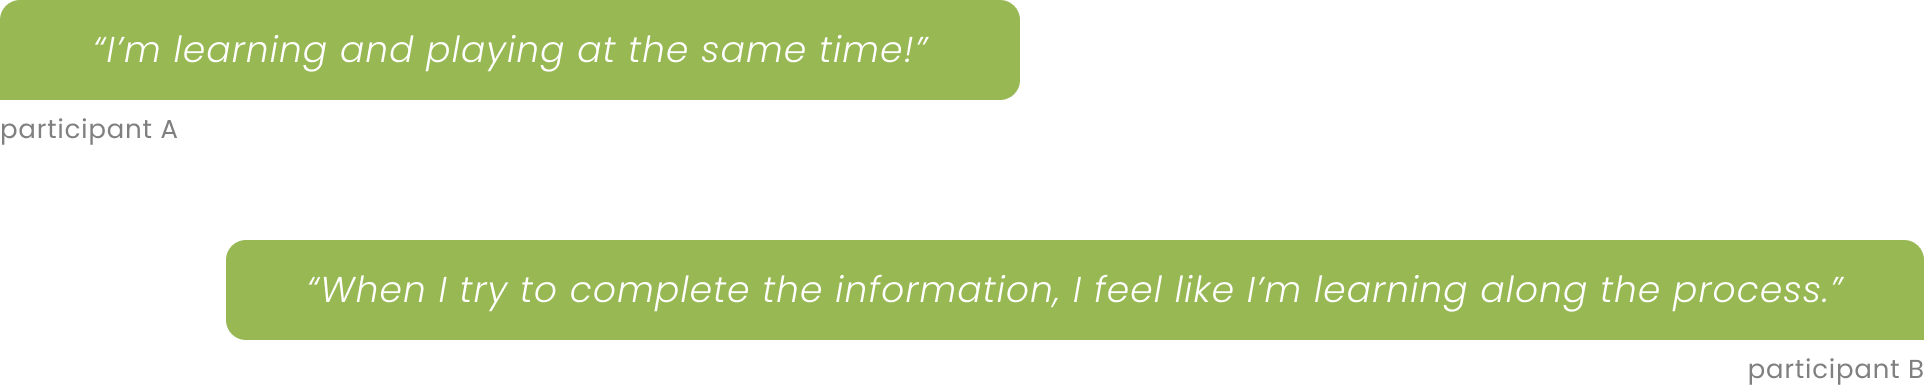 “I’m learning and playing at the same time!”
participant A
“When I try to complete the information, I feel like I’m learning along the process.”
participant B